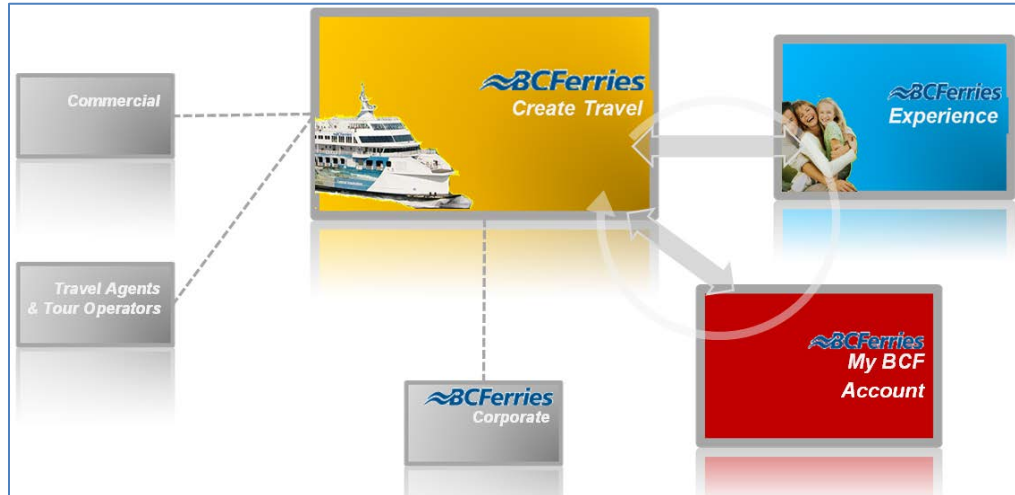 Commercial
BCFerries
Create Travel
BCFerries
Experience
Travel Agents
& Tour Operators
BCFerries
My BCF
Account
BCFerries
Corporate